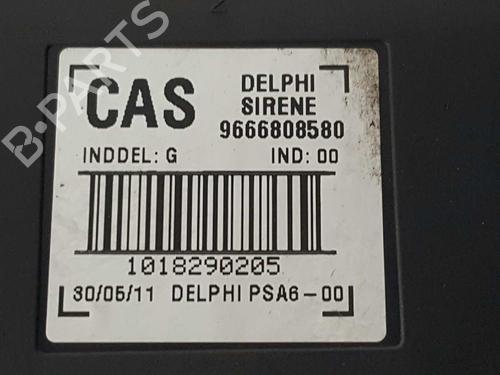 B-PARTS
CAS
DELPHI
SIRENE
9666808580
INDDEL: G IND: 00
1018290205
30/05/11 DELPHI PSA6-00